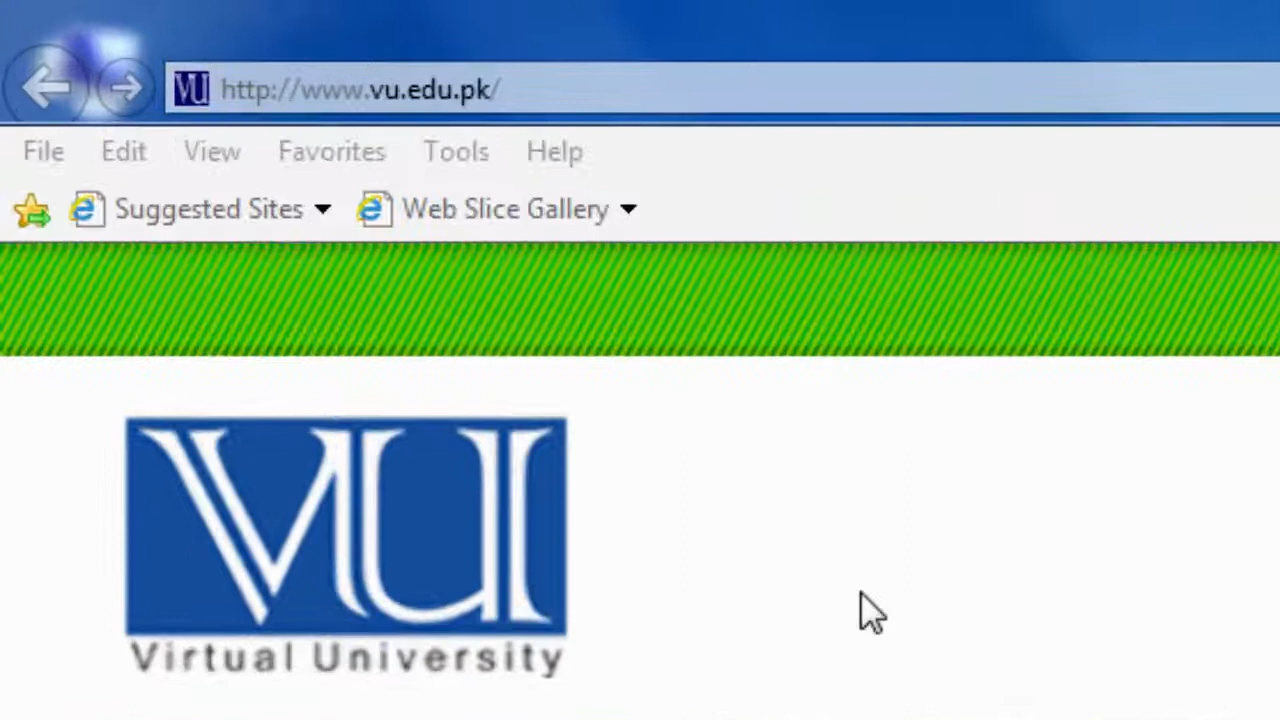 VU http://www.vu.edu.pk/
File Edit View Favorites Tools Help
Suggested Sites Web Slice Gallery
VU
Virtual University